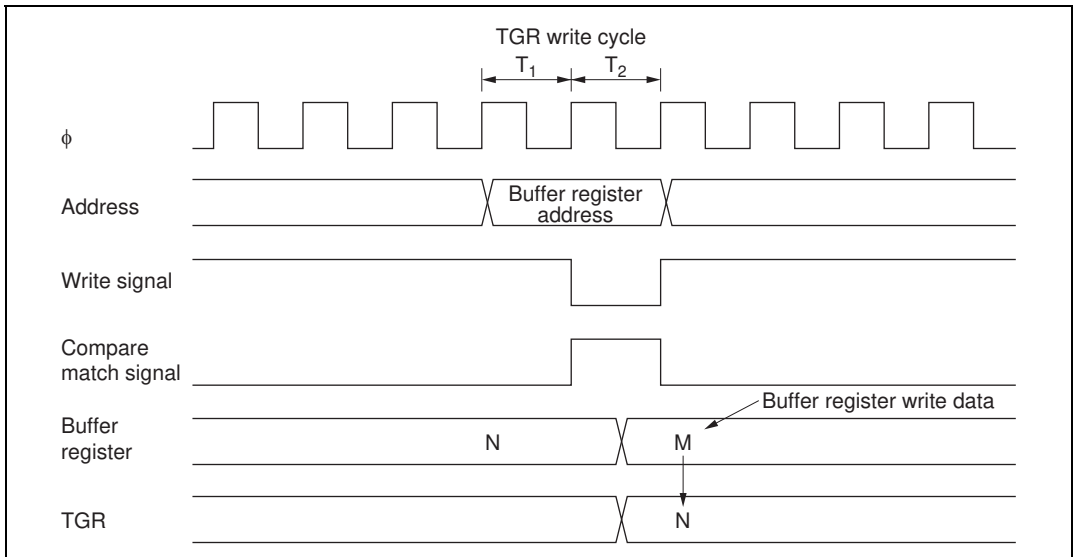 TGR write cycle
T1 T2
φ
Address
Buffer register
address
Write signal
Compare
match signal
Buffer register write data
Buffer
register
N
M
TGR
N